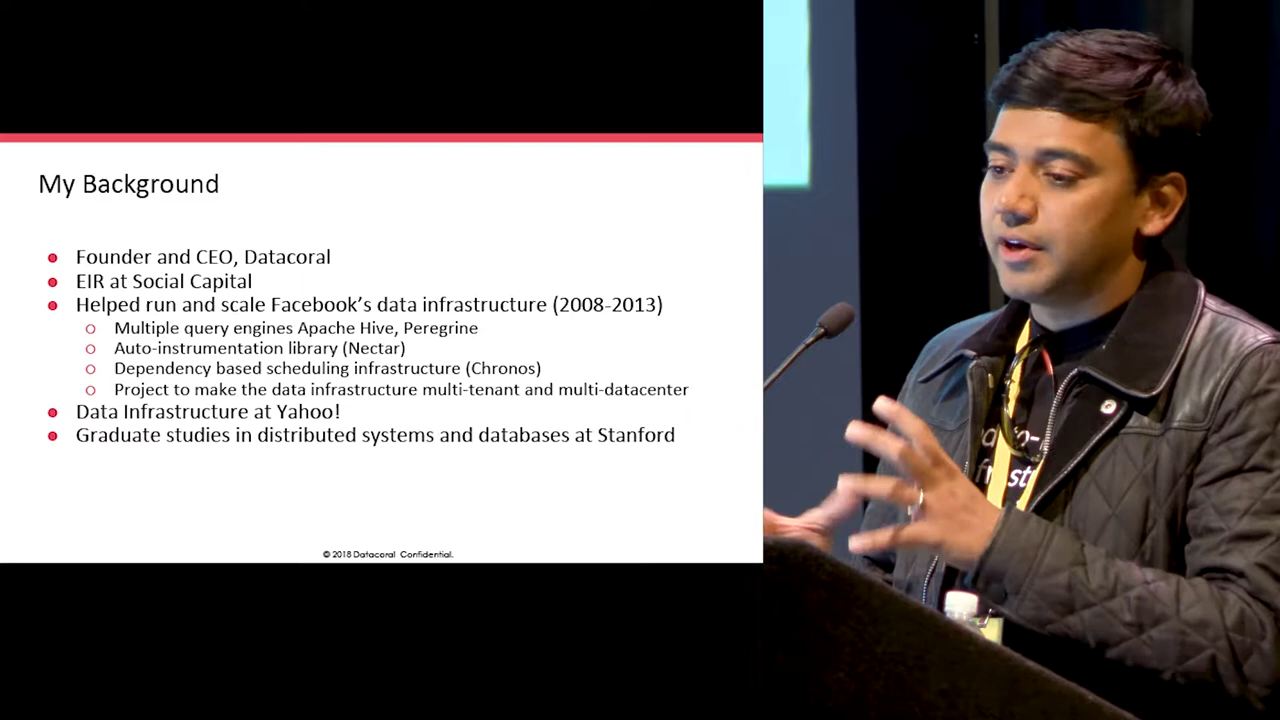 My Background
Founder and CEO, Datacoral
EIR at Social Capital
Helped run and scale Facebook's data infrastructure (2008-2013)
Multiple query engines Apache Hive, Peregrine
Auto-instrumentation library (Nectar)
Dependency based scheduling infrastructure (Chronos)
Project to make the data infrastructure multi-tenant and multi-datacenter
Data Infrastructure at Yahoo!
Graduate studies in distributed systems and databases at Stanford
© 2018 Datacoral Confidential.